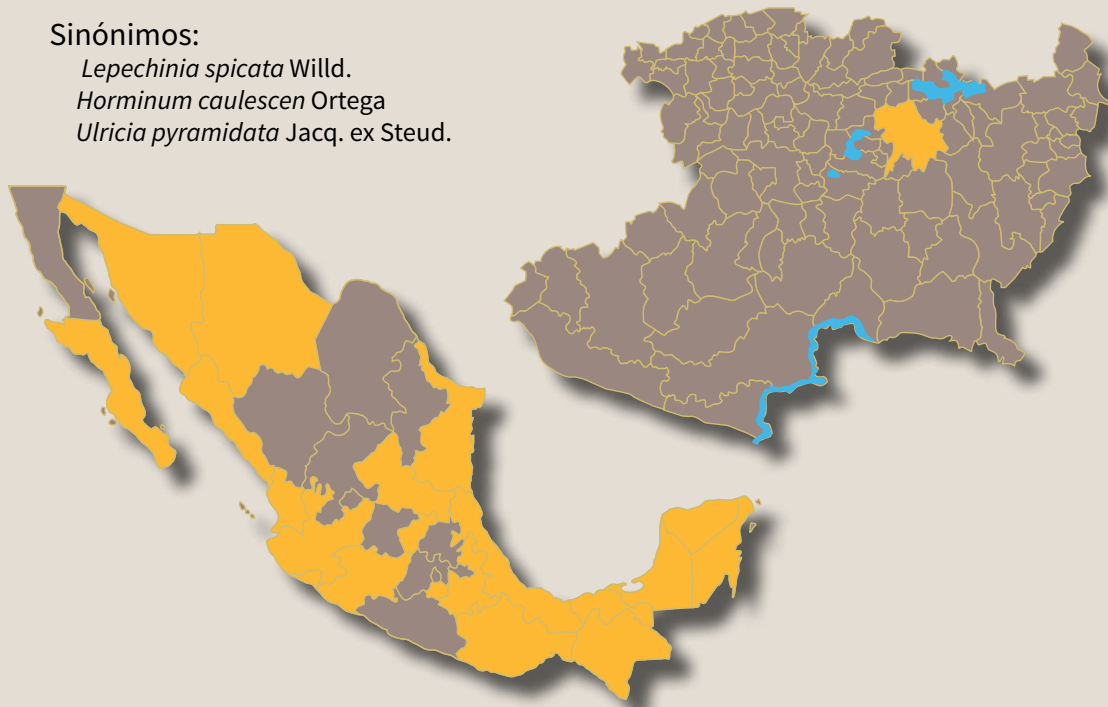 Sinónimos:
Lepechinia spicata Willd.
Horminum caulescen Ortega
Ulricia pyramidata Jacq. ex Steud.